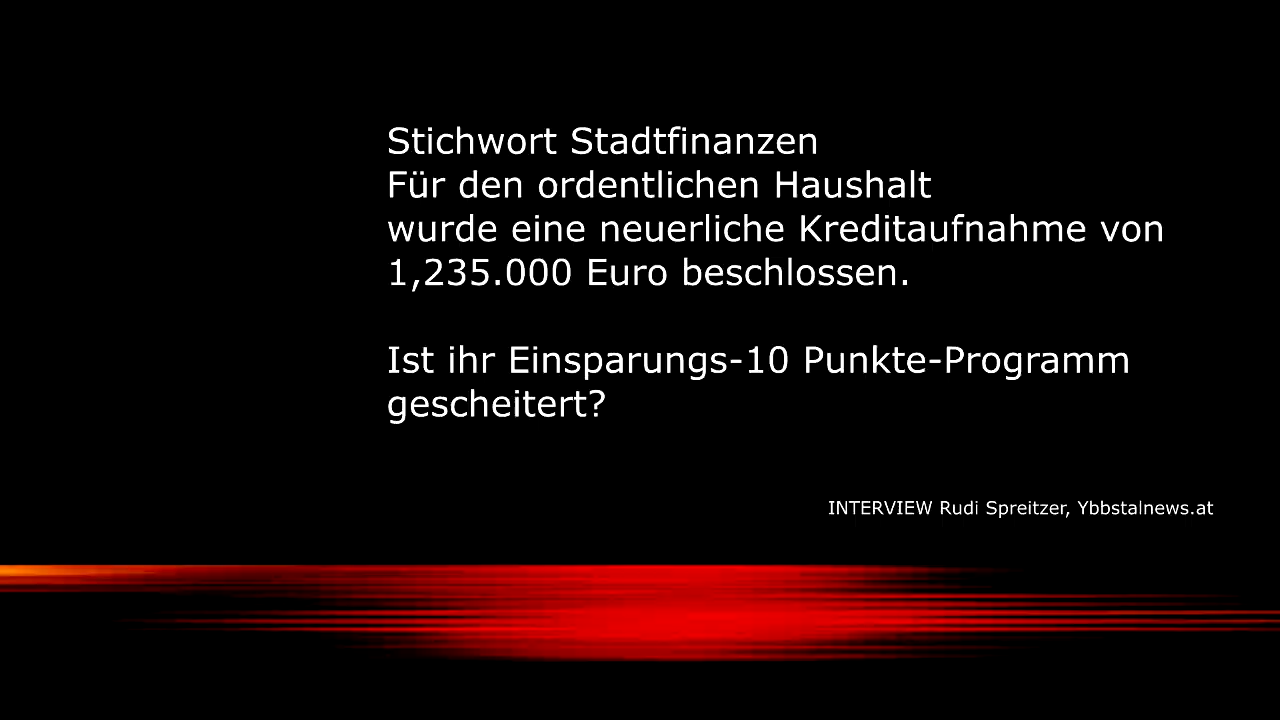 Stichwort Stadtfinanzen
Für den ordentlichen Haushalt
wurde eine neuerliche Kreditaufnahme von
1,235.000 Euro beschlossen.
Ist ihr Einsparungs-10 Punkte-Programm
gescheitert?
INTERVIEW Rudi Spreitzer, Ybbstalnews.at